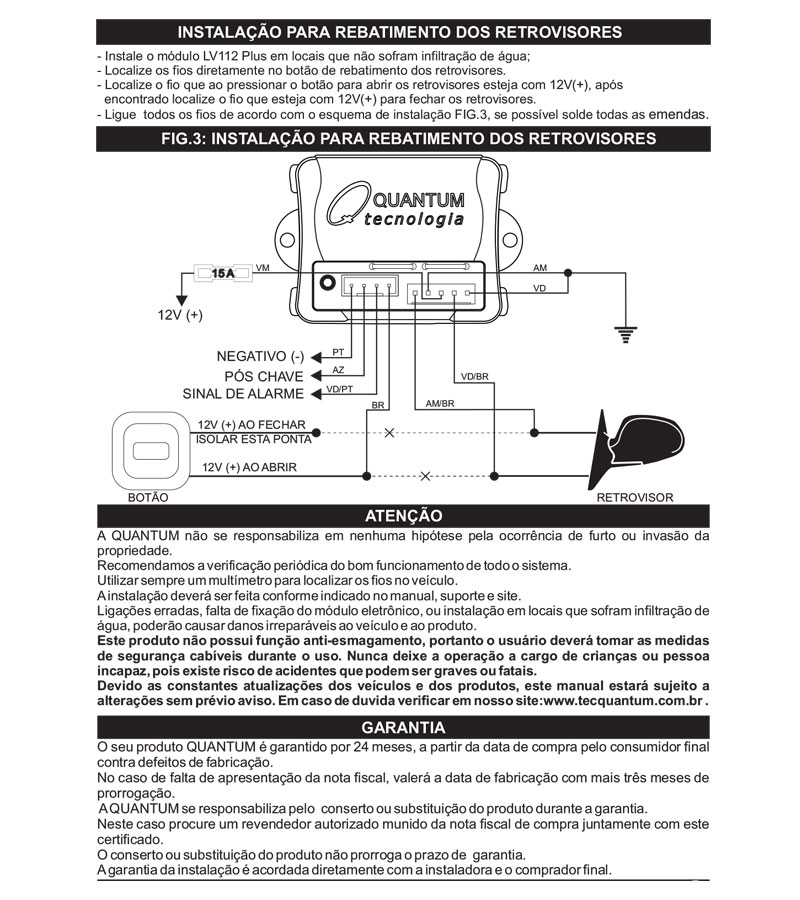 INSTALAÇÃO PARA REBATIMENTO DOS RETROVISORES
- Instale o módulo LV112 Plus em locais que não sofram infiltração de água;
- Localize os fios diretamente no botão de rebatimento dos retrovisores.
- Localize o fio que ao pressionar o botão para abrir os retrovisores esteja com 12V(+), após
encontrado localize o fio que esteja com 12V(+) para fechar os retrovisores.
- Ligue todos os fios de acordo com o esquema de instalação FIG.3, se possível solde todas as emendas.
FIG.3: INSTALAÇÃO PARA REBATIMENTO DOS RETROVISORES
QUANTUM
tecnologia
15A
VM
AM
VD
12V (+)
NEGATIVO (-)
PT
PÓS CHAVE
AZ
SINAL DE ALARME
VD/PT
VD/BR
BR
AM/BR
12V (+) AO FECHAR
ISOLAR ESTA PONTA
12V (+) AO ABRIR
BOTÃO
RETROVISOR
ATENÇÃO
A QUANTUM não se responsabiliza em nenhuma hipótese pela ocorrência de furto ou invasão da
propriedade.
Recomendamos a verificação periódica do bom funcionamento de todo o sistema.
Utilizar sempre um multímetro para localizar os fios no veículo.
A instalação deverá ser feita conforme indicado no manual, suporte e site.
Ligações erradas, falta de fixação do módulo eletrônico, ou instalação em locais que sofram infiltração de
água, poderão causar danos irreparáveis ao veículo e ao produto.
Este produto não possui função anti-esmagamento, portanto o usuário deverá tomar as medidas
de segurança cabíveis durante o uso. Nunca deixe a operação a cargo de crianças ou pessoa
incapaz, pois existe risco de acidentes que podem ser graves ou fatais.
Devido as constantes atualizações dos veículos e dos produtos, este manual estará sujeito a
alterações sem prévio aviso. Em caso de duvida verificar em nosso site:www.tecquantum.com.br .
GARANTIA
O seu produto QUANTUM é garantido por 24 meses, a partir da data de compra pelo consumidor final
contra defeitos de fabricação.
No caso de falta de apresentação da nota fiscal, valerá a data de fabricação com mais três meses de
prorrogação.
A QUANTUM se responsabiliza pelo conserto ou substituição do produto durante a garantia.
Neste caso procure um revendedor autorizado munido da nota fiscal de compra juntamente com este
certificado.
O conserto ou substituição do produto não prorroga o prazo de garantia.
A garantia da instalação é acordada diretamente com a instaladora e o comprador final.